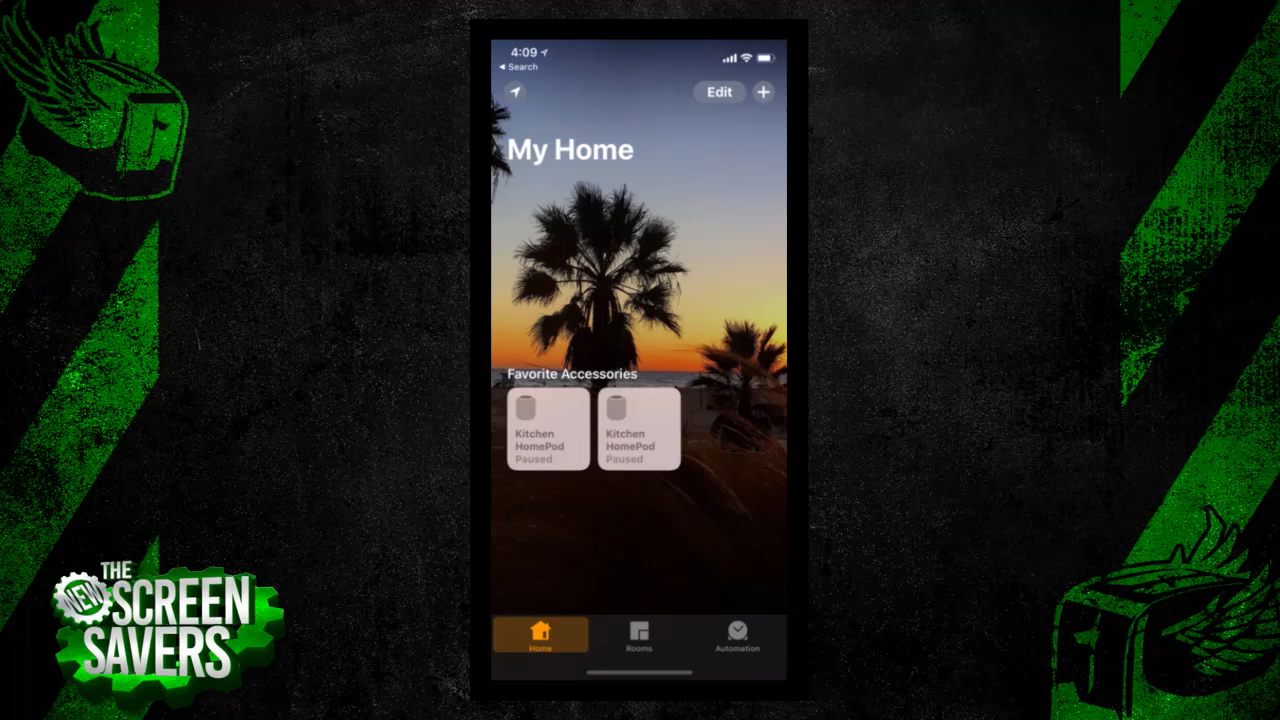 4:09
Search
Edit
My Home
Favorite Accessories
Kitchen
HomePod
Paused
Kitchen
HomePod
Paused
Home
Rooms
Automation
THE
NEW
SCREEN
SAVERS